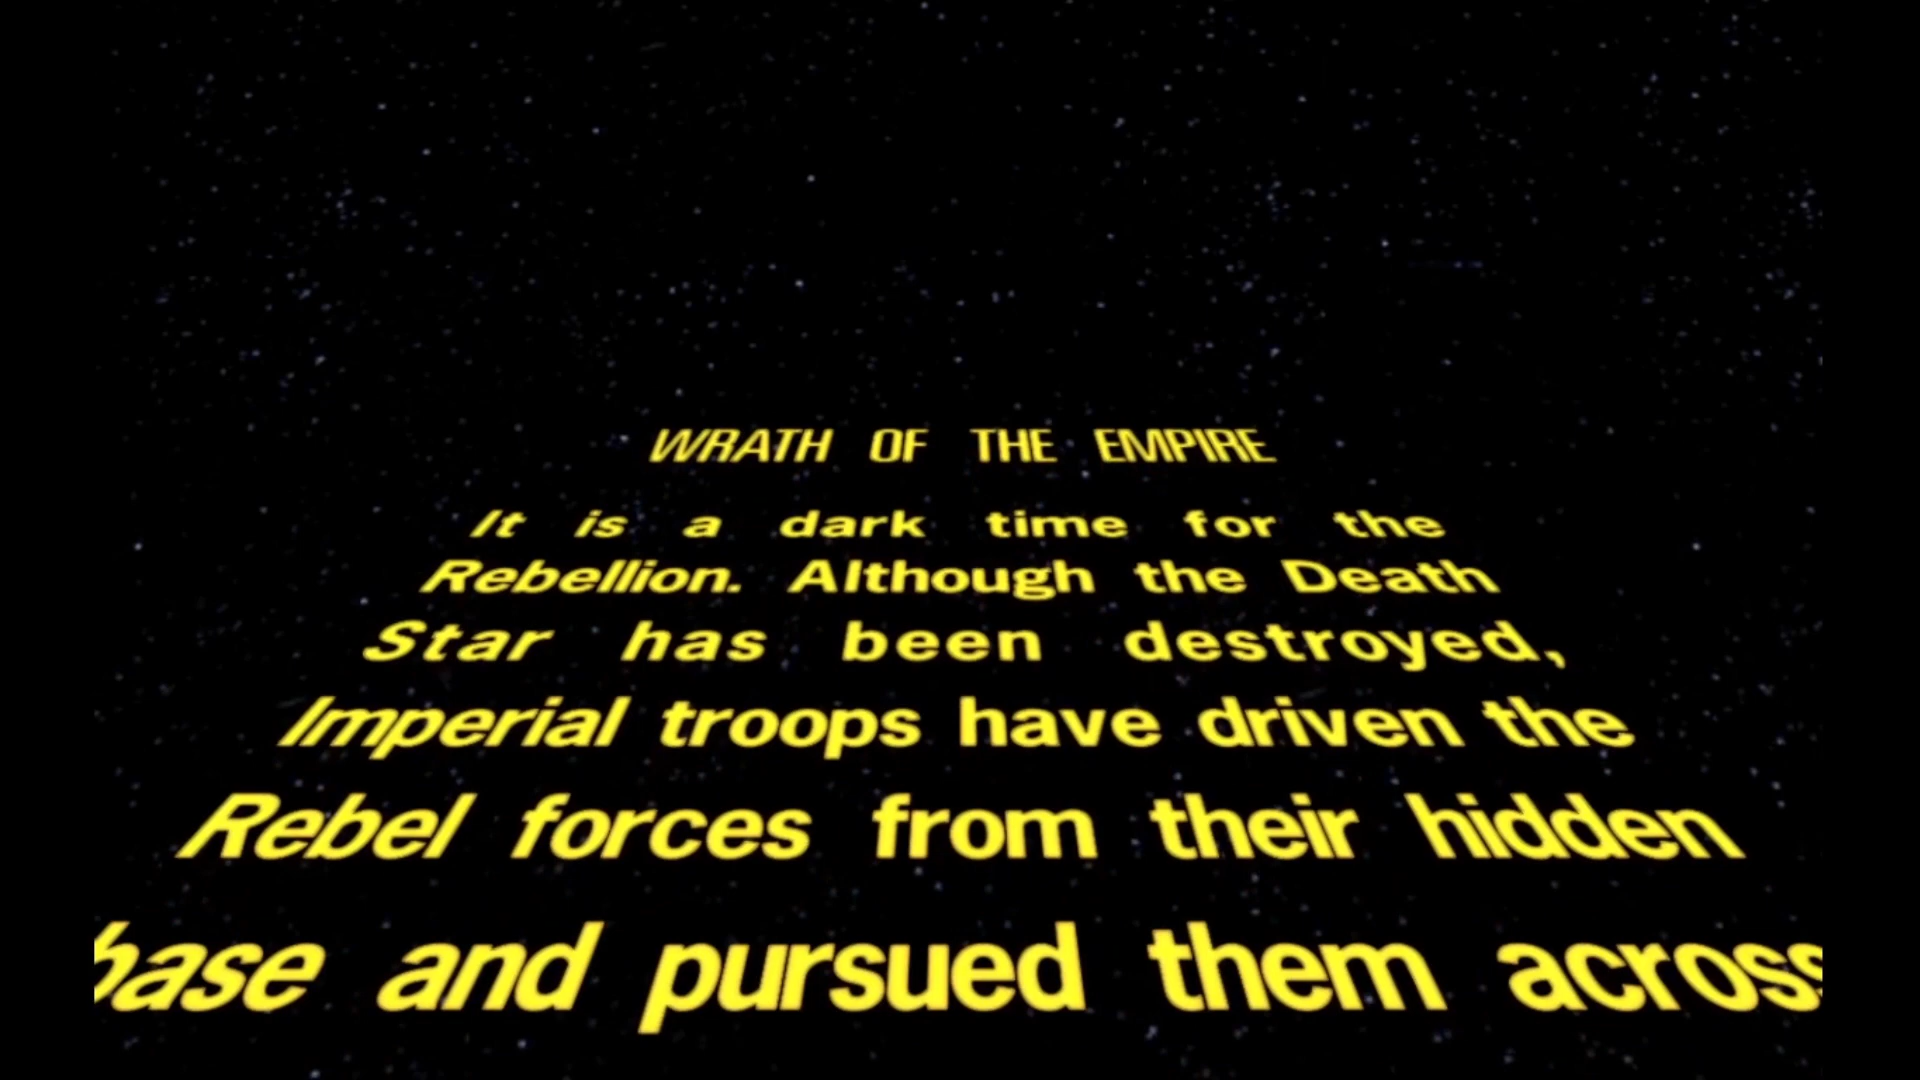 WRATH OF THE EMPIRE
It is a dark time for the
Rebellion. Although the Death
Star has been destroyed,
Imperial troops have driven the
Rebel forces from their hidden
base and pursued them across